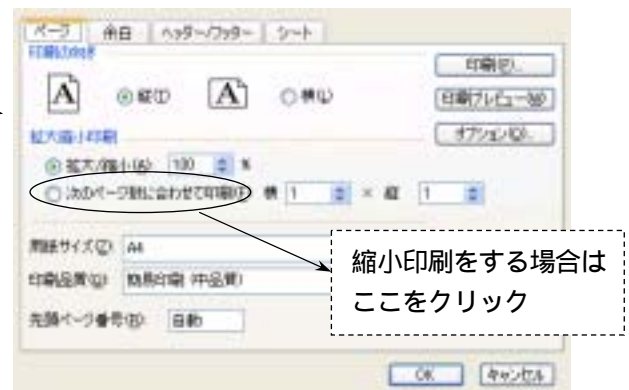 ページ 余白 ヘッダー/フッター シート
印刷の向き
印刷(P)...
A 縦(T) A 横(L)
印刷プレビュー(W)
拡大縮小印刷
オプション(O)...
拡大/縮小(A) 100 %
次のページ数に合わせて印刷(F) 横 1 × 縦 1
用紙サイズ(Z): A4
縮小印刷をする場合は
印刷品質(Q): 簡易印刷 (中品質)
ここをクリック
先頭ページ番号(R): 自動
OK キャンセル